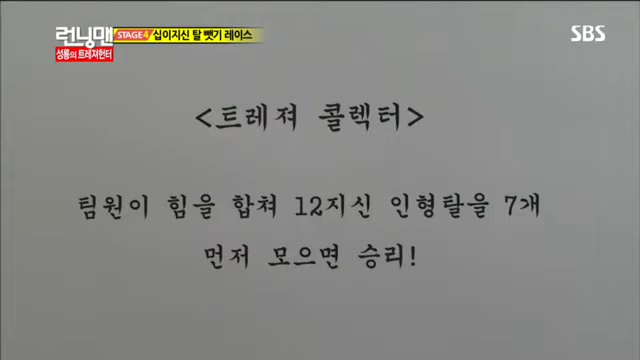 런닝맨 STAGE4 십이지신 탈 뺏기 레이스
성룡의 트레져헌터
SBS
<트레져 콜렉터>
팀원이 힘을 합쳐 12지신 인형탈을 7개
먼저 모으면 승리!